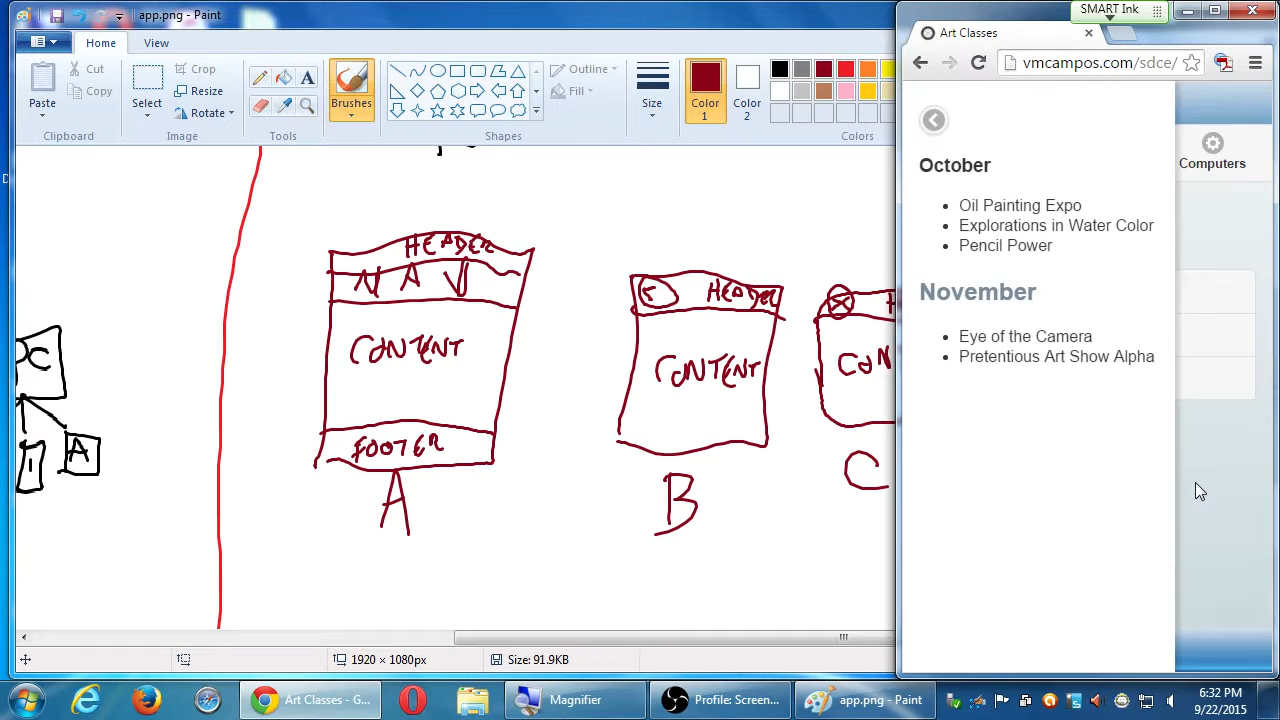 app.png - Paint
SMART Ink
Home
View
Paste
Cut
Copy
Clipboard
Select
Crop
Resize
Rotate
Image
Tools
Brushes
Shapes
Outline
Fill
Size
Color 1
Color 2
Colors
HEADER
NAV
CONTENT
FOOTER
A
HEADER
CONTENT
B
H
CON
C
C
1
A
1920 × 1080px
Size: 91.9KB
Art Classes
vmcampos.com/sdce/
Computers
October
Oil Painting Expo
Explorations in Water Color
Pencil Power
November
Eye of the Camera
Pretentious Art Show Alpha
Art Classes - G...
Magnifier
Profile: Screen...
app.png - Paint
6:32 PM
9/22/2015